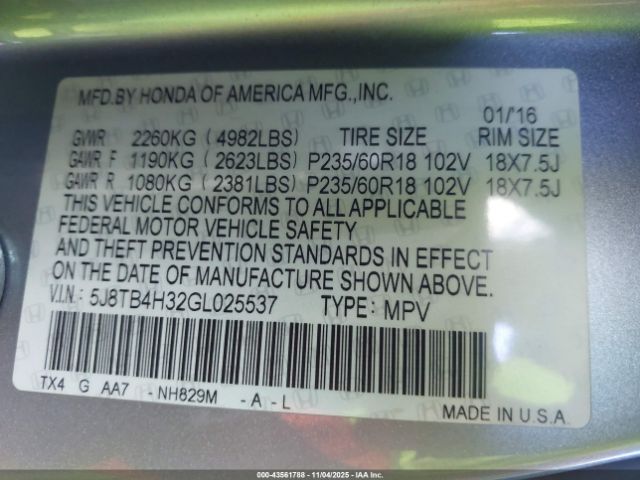 MFD.BY HONDA OF AMERICA MFG.,INC.
01/'16
GVWR 2260KG (4982LBS) TIRE SIZE RIM SIZE
GAWR F 1190KG (2623LBS) P235/60R18 102V 18X7.5J
GAWR R 1080KG (2381LBS) P235/60R18 102V 18X7.5J
THIS VEHICLE CONFORMS TO ALL APPLICABLE
FEDERAL MOTOR VEHICLE SAFETY
AND THEFT PREVENTION STANDARDS IN EFFECT
ON THE DATE OF MANUFACTURE SHOWN ABOVE.
V.I.N.: 5J8TB4H32GL025537 TYPE: MPV
TX4 G AA7 - NH829M - A - L
MADE IN U.S.A.
000-43561788 - 11/04/2025 - IAA Inc.